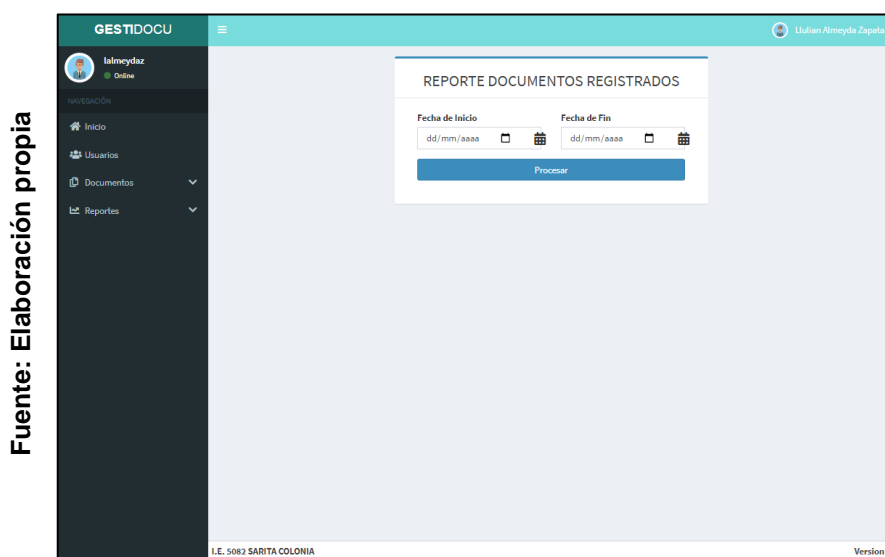 Fuente: Elaboración propia
GESTIDOCU
Llulian Almeyda Zapata
lalmeydaz
Online
NAVEGACIÓN
Inicio
Usuarios
Documentos
Reportes
REPORTE DOCUMENTOS REGISTRADOS
Fecha de Inicio Fecha de Fin
dd/mm/aaaa dd/mm/aaaa
Procesar
I.E. 5082 SARITA COLONIA Version